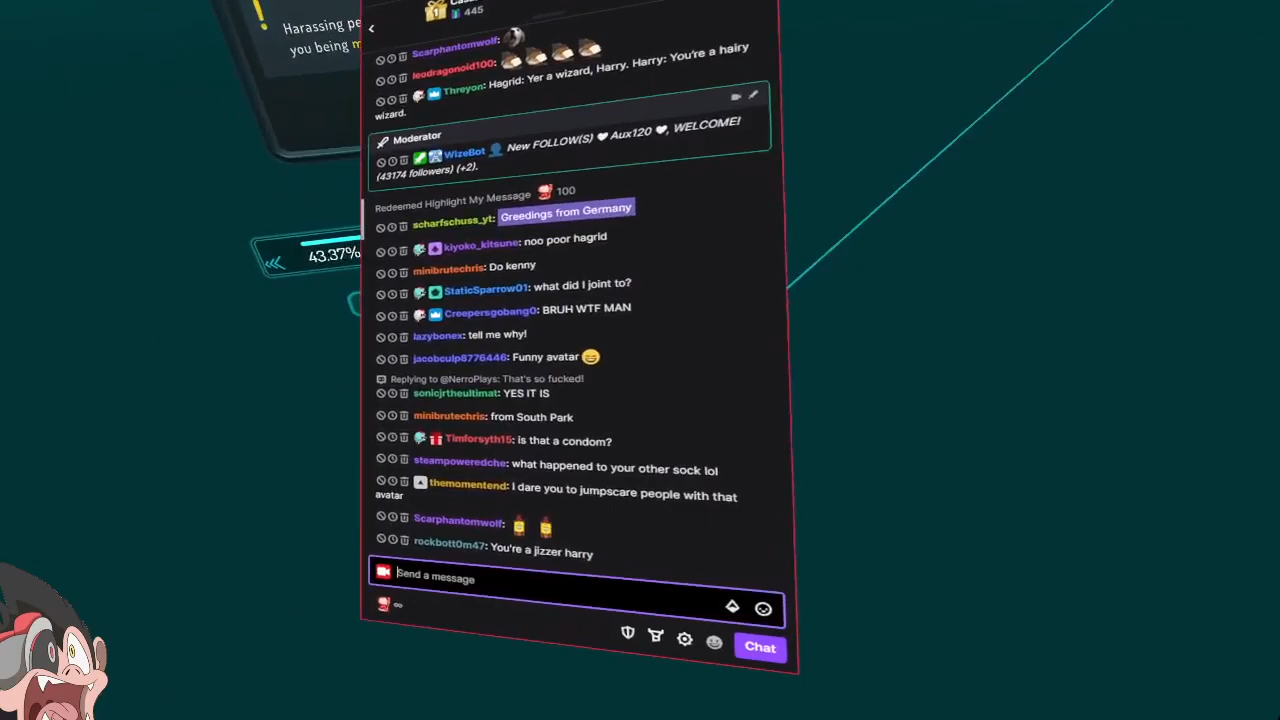 Harassing
you being
445
Scarphantomwolf:
leodragonoid100:
Threyon: Hagrid: Yer a wizard, Harry. Harry: You're a hairy
wizard.
Moderator
WizeBot New FOLLOW(S) Aux120 , WELCOME!
(43174 followers) (+2).
Redeemed Highlight My Message 100
scharfschuss_yt: Greedings from Germany
kiyoko_kitsune: noo poor hagrid
minibrutechris: Do kenny
43.37%
StaticSparrow01: what did I joint to?
Creepersgobang0: BRUH WTF MAN
lazybonex: tell me why!
jacobculp8776446: Funny avatar 😄
Replying to @NerroPlays: That's so fucked!
sonicjrtheultimat: YES IT IS
minibrutechris: from South Park
Timforsyth15: is that a condom?
steampoweredche: what happened to your other sock lol
themomentend: I dare you to jumpscare people with that
avatar
Scarphantomwolf:
rockbott0m47: You're a jizzer harry
Send a message
∞
Chat